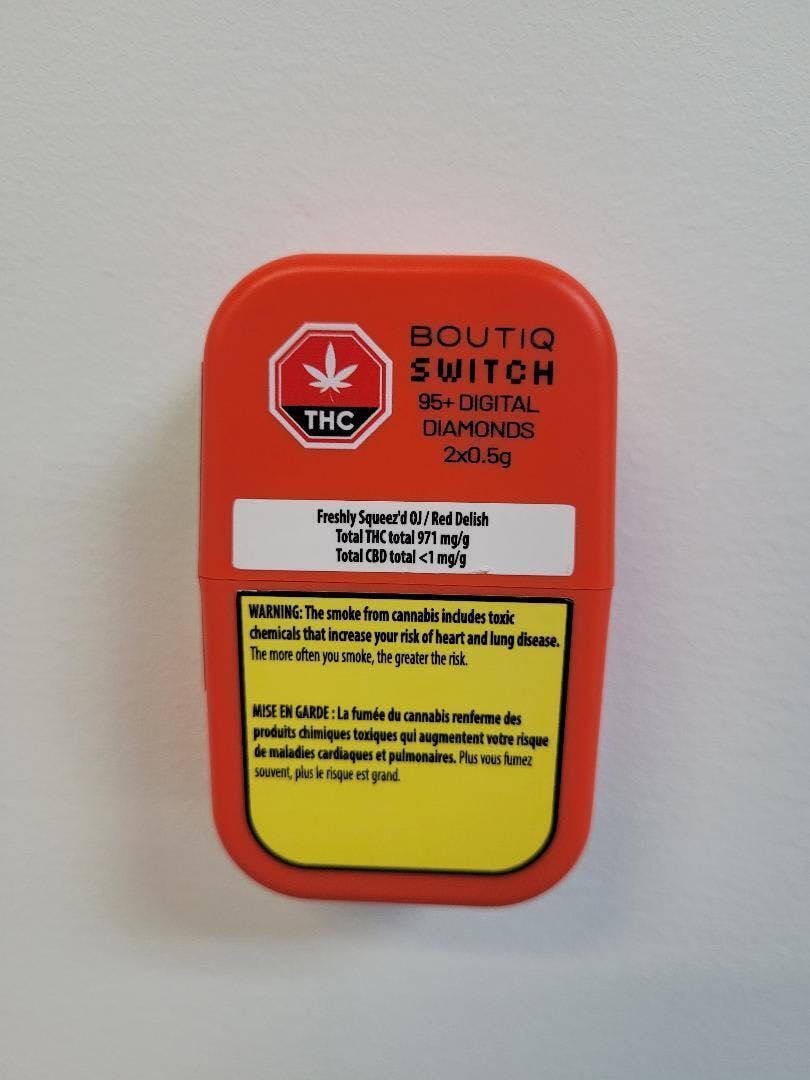 THC
BOUTIQ
SWITCH
95+ DIGITAL
DIAMONDS
2x0.5g
Freshly Squeez'd OJ / Red Delish
Total THC total 971 mg/g
Total CBD total <1 mg/g
WARNING: The smoke from cannabis includes toxic
chemicals that increase your risk of heart and lung disease.
The more often you smoke, the greater the risk.
MISE EN GARDE : La fumée du cannabis renferme des
produits chimiques toxiques qui augmentent votre risque
de maladies cardiaques et pulmonaires. Plus vous fumez
souvent, plus le risque est grand.